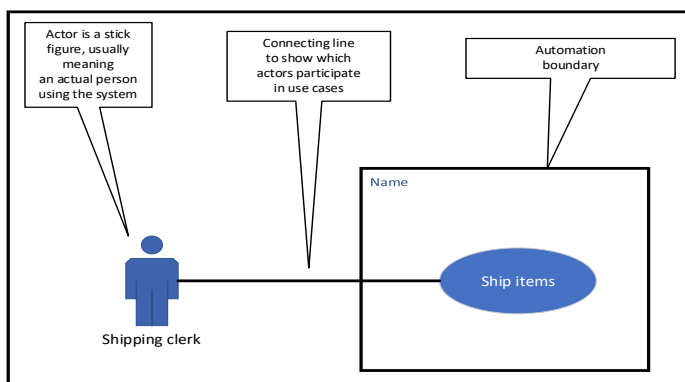 Actor is a stick
figure, usually
meaning
an actual person
using the system
Connecting line
to show which
actors participate
in use cases
Automation
boundary
Name
Ship items
Shipping clerk